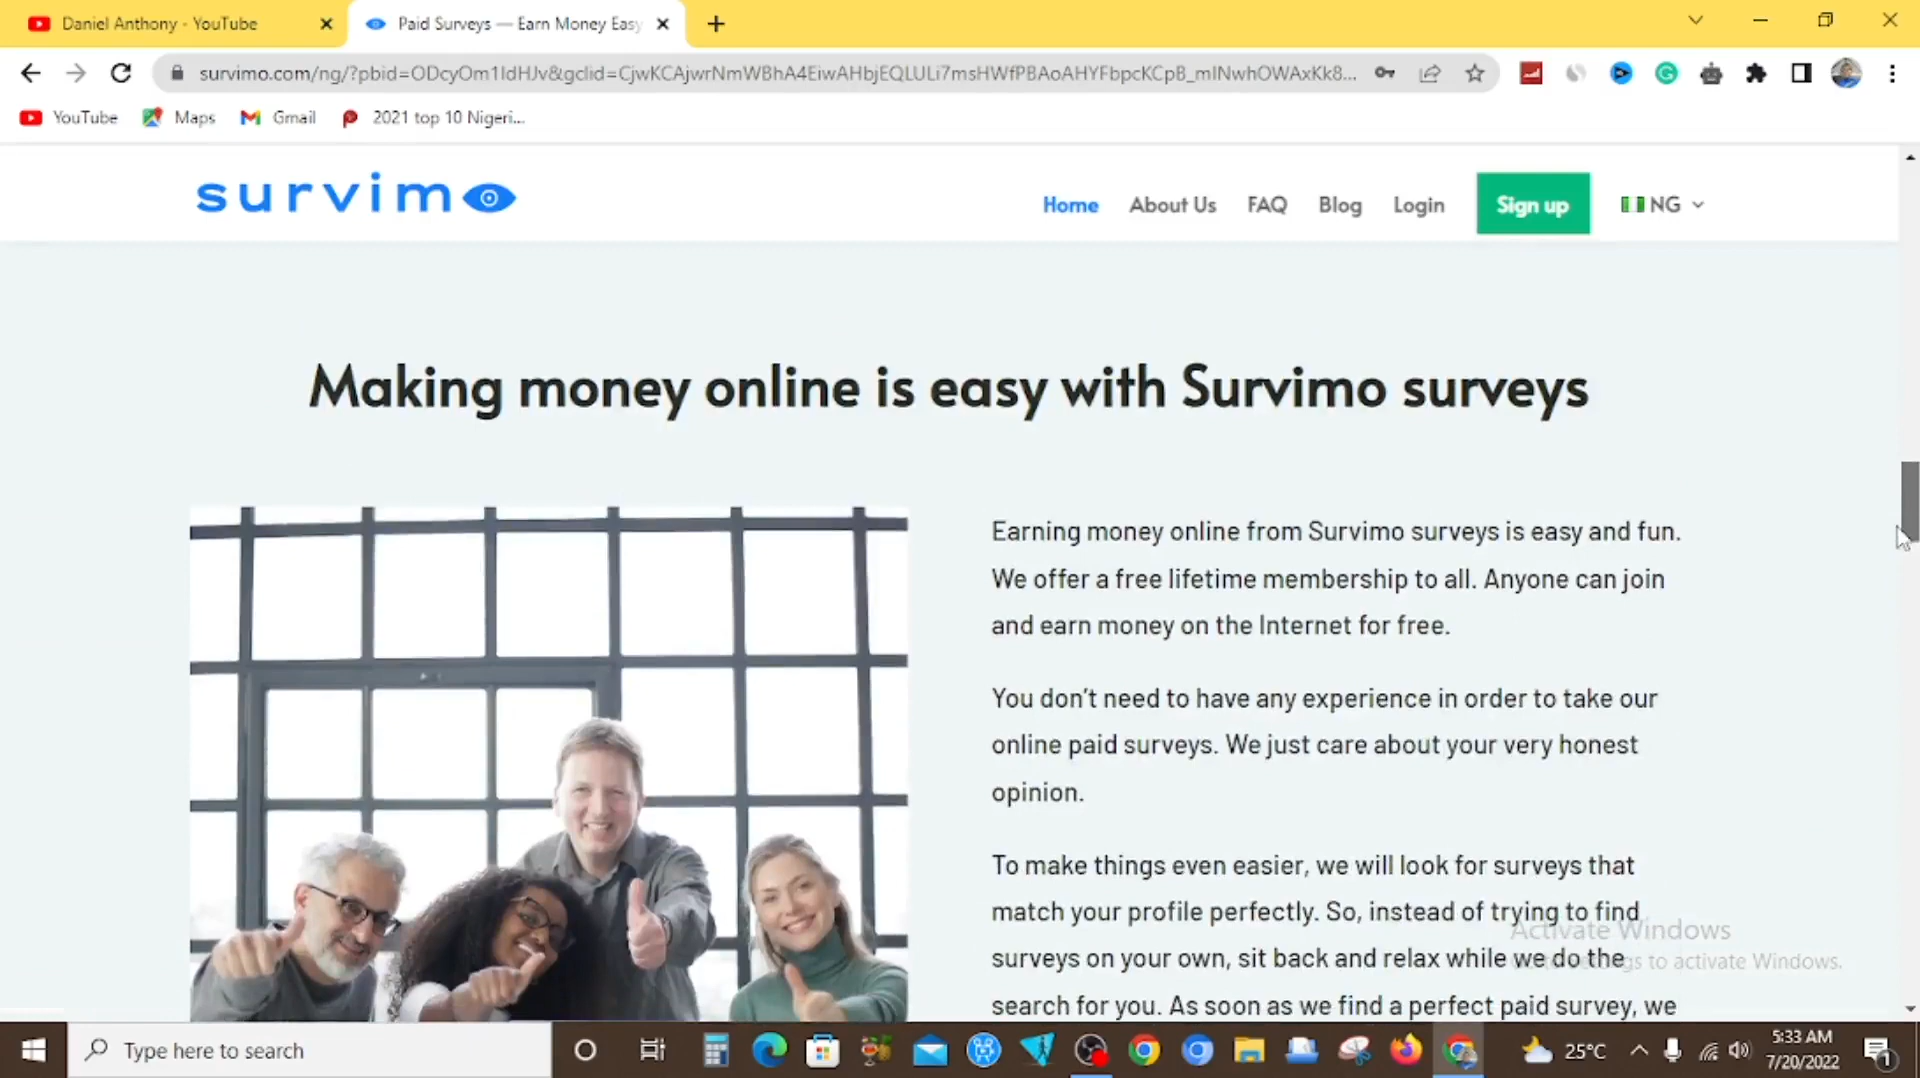 Daniel Anthony - YouTube
Paid Surveys — Earn Money Easy
survimo.com/ng/?pbid=ODcyOm1IdHJv&gclid=CjwKCAjwrNmWBhA4EiwAHbjEQLULi7msHWfPBAoAHYFbpcKCpB_mINwhOWAxKk8...
YouTube
Maps
Gmail
2021 top 10 Nigeri...
survimo
Home
About Us
FAQ
Blog
Login
Sign up
NG
Making money online is easy with Survimo surveys
Earning money online from Survimo surveys is easy and fun.
We offer a free lifetime membership to all. Anyone can join
and earn money on the Internet for free.
You don’t need to have any experience in order to take our
online paid surveys. We just care about your very honest
opinion.
To make things even easier, we will look for surveys that
match your profile perfectly. So, instead of trying to find
surveys on your own, sit back and relax while we do the
search for you. As soon as we find a perfect paid survey, we
Activate Windows
to activate Windows.
Type here to search
25°C
5:33 AM
7/20/2022
1